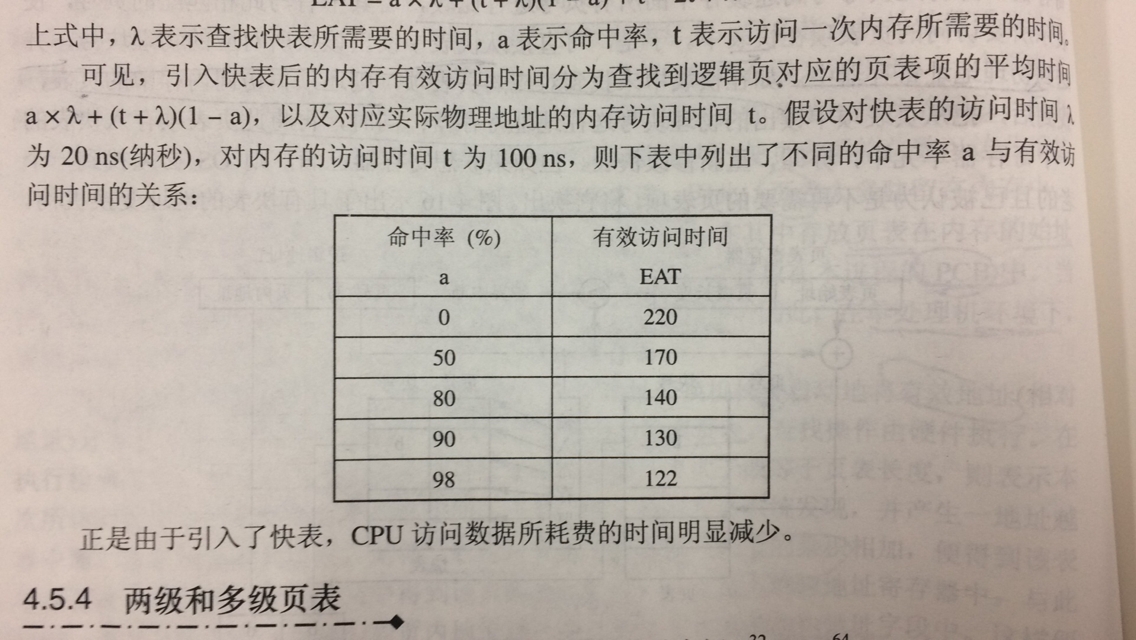 上式中，λ表示查找快表所需要的时间，a表示命中率，t表示访问一次内存所需要的时间。
可见，引入快表后的内存有效访问时间分为查找到逻辑页对应的页表项的平均时间
a×λ+(t+λ)(1－a)，以及对应实际物理地址的内存访问时间 t。假设对快表的访问时间 λ
为 20 ns(纳秒)，对内存的访问时间 t 为 100 ns，则下表中列出了不同的命中率 a 与有效访
问时间的关系：
命中率 (%) 有效访问时间
a EAT
0 220
50 170
80 140
90 130
98 122
正是由于引入了快表，CPU 访问数据所耗费的时间明显减少。
4.5.4 两级和多级页表